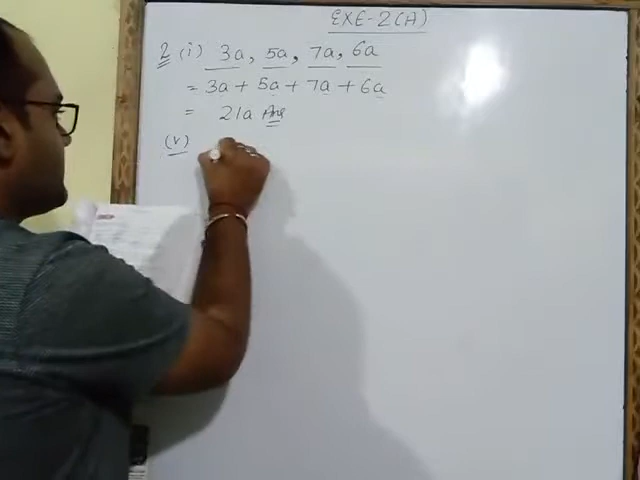 EXE-2(A)
2 (i) 3a, 5a, 7a, 6a
= 3a + 5a + 7a + 6a
= 21a Ans
(v)